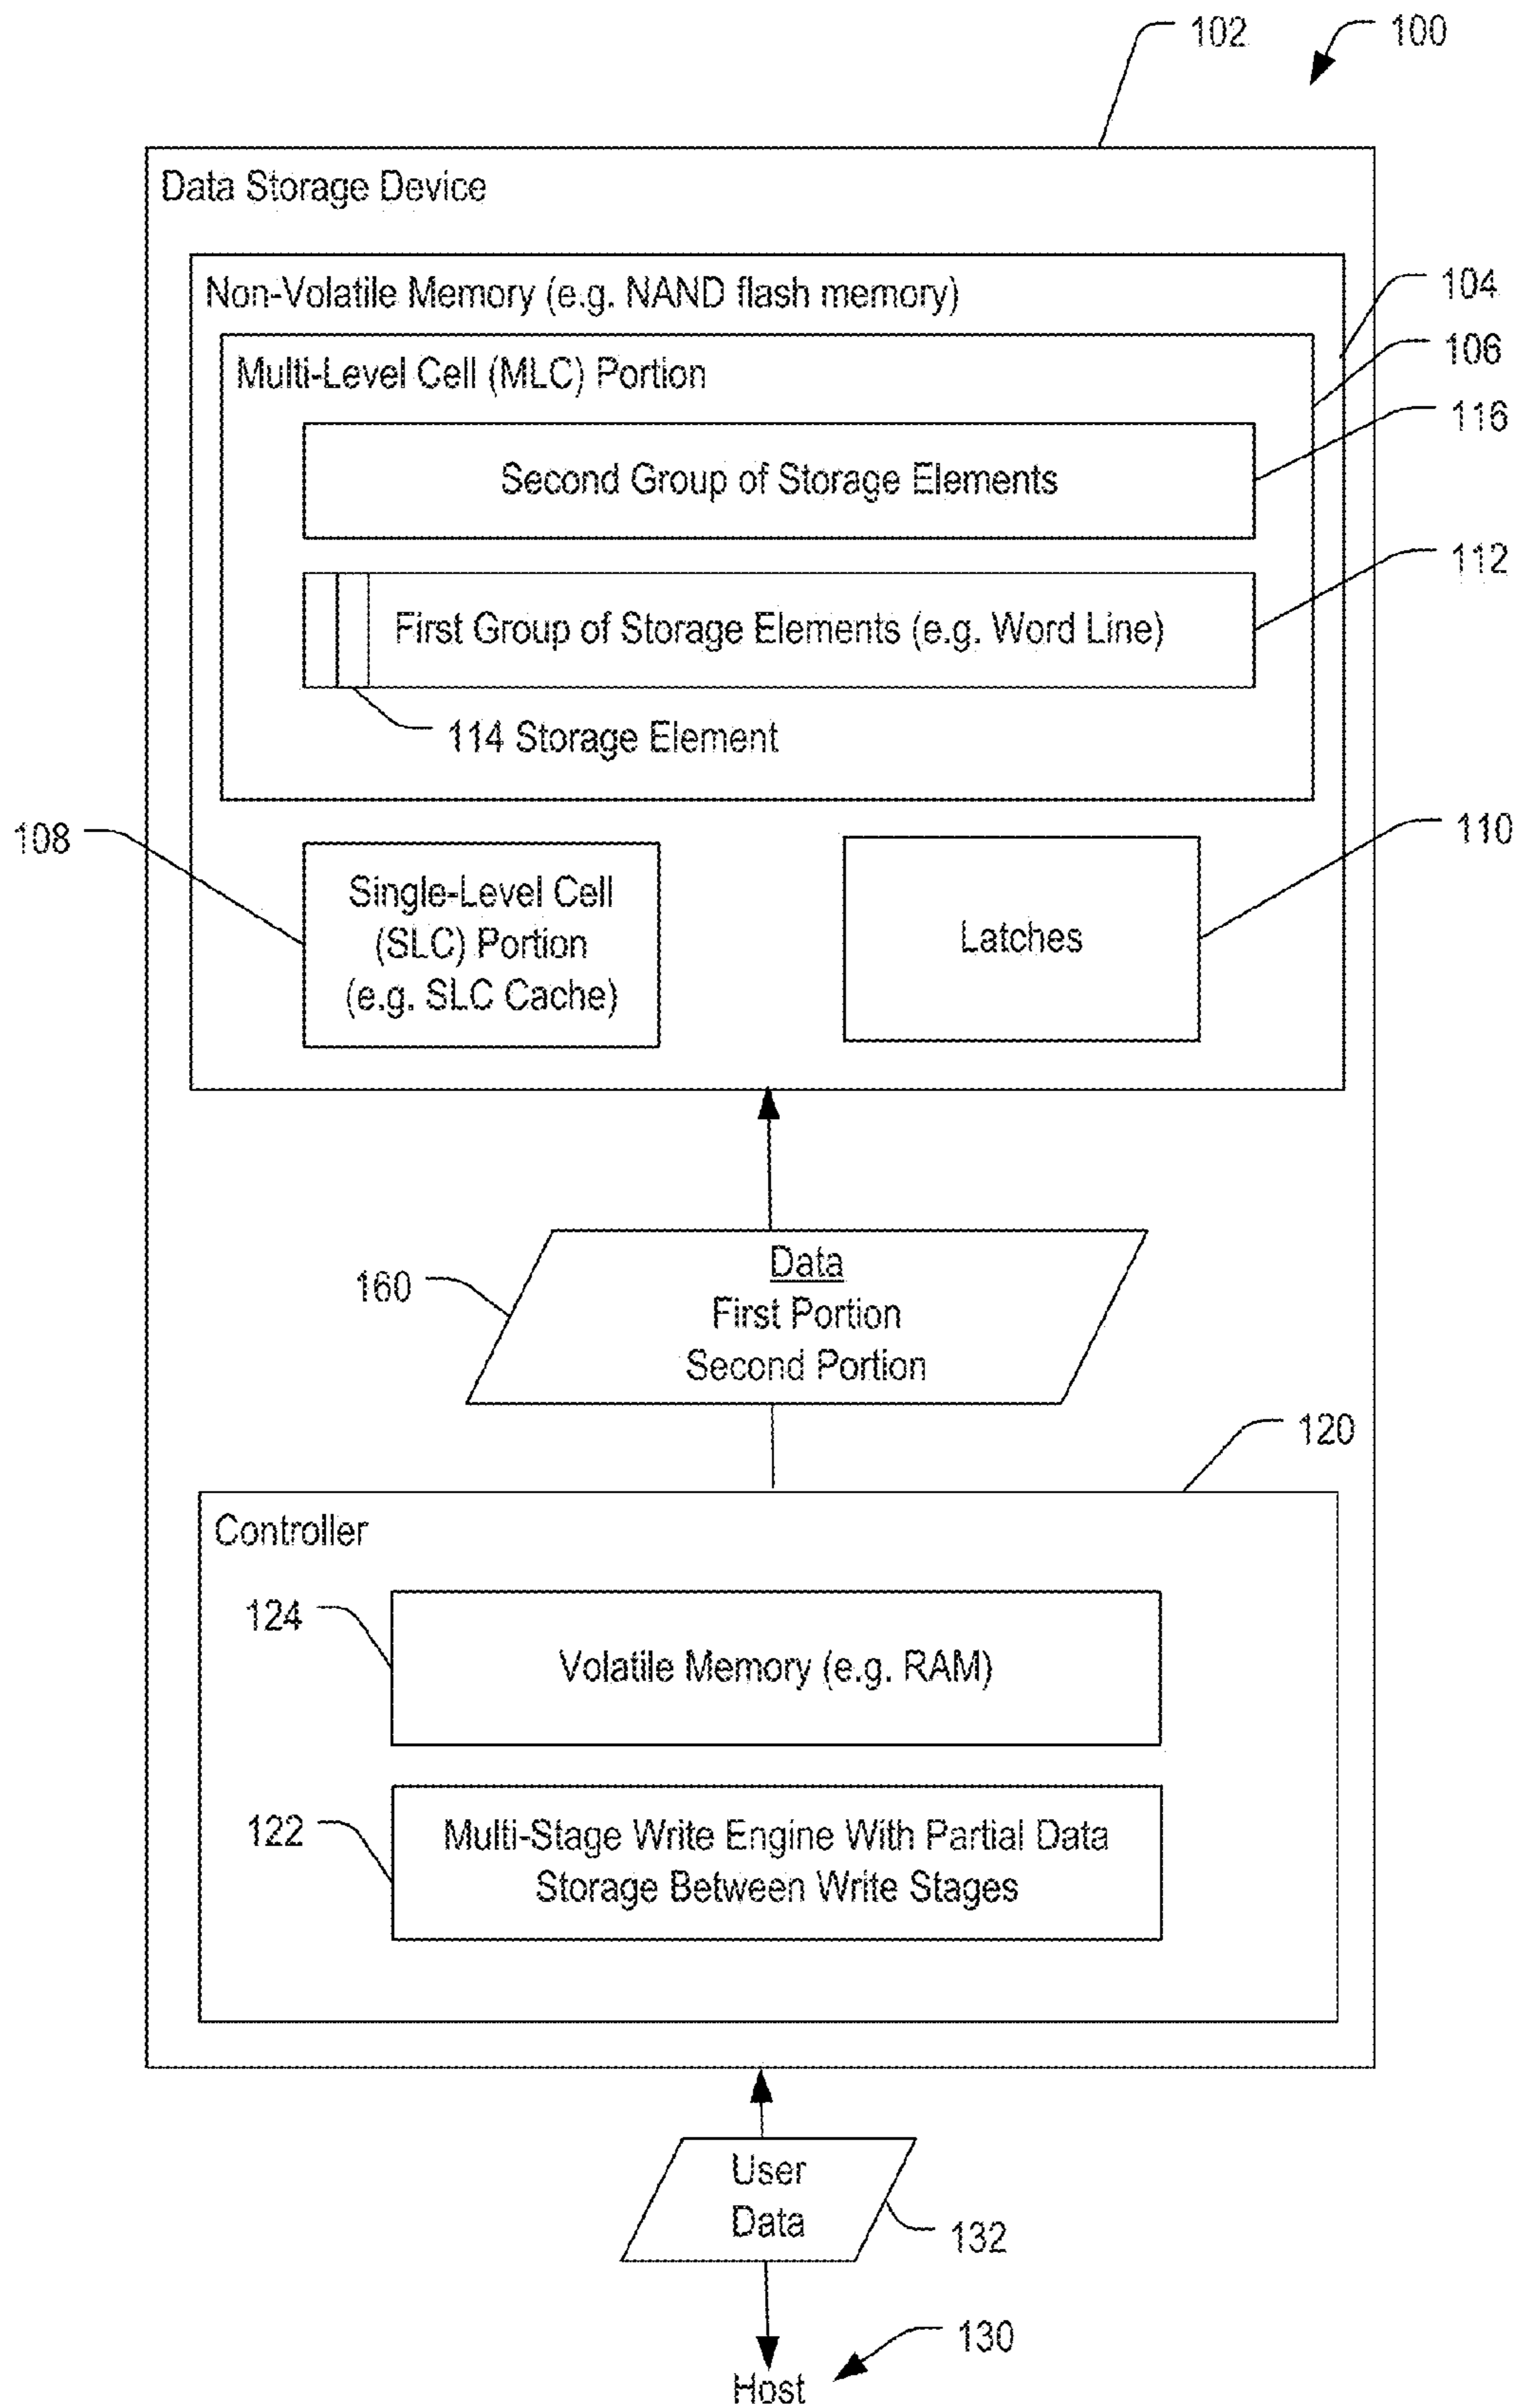 102
100
Data Storage Device
Non-Volatile Memory (e.g. NAND flash memory)
104
Multi-Level Cell (MLC) Portion
106
116
Second Group of Storage Elements
112
First Group of Storage Elements (e.g. Word Line)
114 Storage Element
108
110
Single-Level Cell
(SLC) Portion
(e.g. SLC Cache)
Latches
160
Data
First Portion
Second Portion
120
Controller
124
Volatile Memory (e.g. RAM)
122
Multi-Stage Write Engine With Partial Data
Storage Between Write Stages
User
Data
132
130
Host